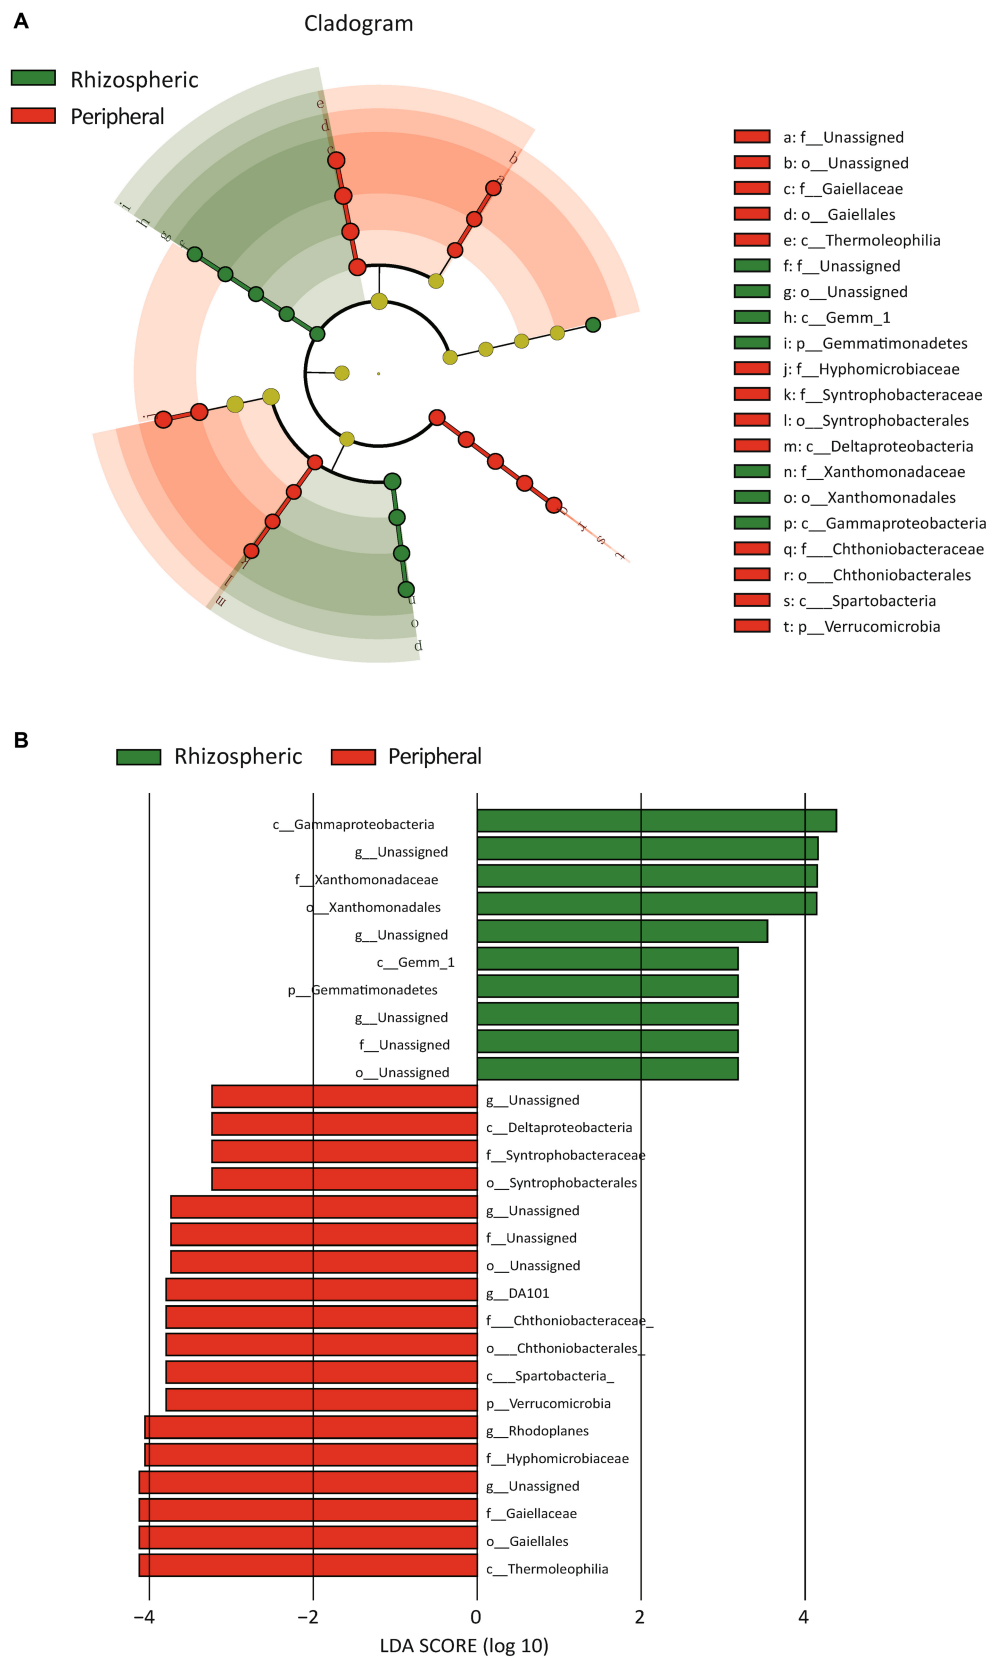 A
Cladogram
Rhizospheric
Peripheral
e
d
c
b
a
i
h
g
f
j
k
l
m
n
o
p
q
r
s
t
a: f__Unassigned
b: o__Unassigned
c: f__Gaiellaceae
d: o__Gaiellales
e: c__Thermoleophilia
f: f__Unassigned
g: o__Unassigned
h: c__Gemm_1
i: p__Gemmatimonadetes
j: f__Hyphomicrobiaceae
k: f__Syntrophobacteraceae
l: o__Syntrophobacterales
m: c__Deltaproteobacteria
n: f__Xanthomonadaceae
o: o__Xanthomonadales
p: c__Gammaproteobacteria
q: f___Chthoniobacteraceae
r: o___Chthoniobacterales
s: c___Spartobacteria
t: p__Verrucomicrobia
B
Rhizospheric Peripheral
c__Gammaproteobacteria
g__Unassigned
f__Xanthomonadaceae
o__Xanthomonadales
g__Unassigned
c__Gemm_1
p__Gemmatimonadetes
g__Unassigned
f__Unassigned
o__Unassigned
g__Unassigned
c__Deltaproteobacteria
f__Syntrophobacteraceae
o__Syntrophobacterales
g__Unassigned
f__Unassigned
o__Unassigned
g__DA101
f___Chthoniobacteraceae_
o___Chthoniobacterales_
c___Spartobacteria_
p__Verrucomicrobia
g__Rhodoplanes
f__Hyphomicrobiaceae
g__Unassigned
f__Gaiellaceae
o__Gaiellales
c__Thermoleophilia
−4 −2 0 2 4
LDA SCORE (log 10)